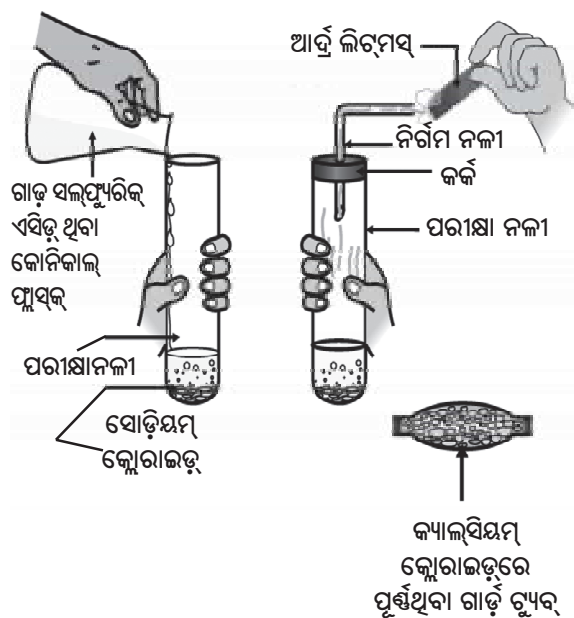 ଆର୍ଦ୍ର ଲିଟ୍‌ମସ୍
ନିର୍ଗମ ନଳୀ
କର୍କ
ଗାଢ଼ ସଲ୍‌ଫ୍ୟୁରିକ୍
ଏସିଡ୍ ଥିବା
କୋନିକାଲ୍
ଫ୍ଲାସ୍କ୍
ପରୀକ୍ଷା ନଳୀ
ପରୀକ୍ଷାନଳୀ
ସୋଡ଼ିୟମ୍
କ୍ଲୋରାଇଡ଼୍
କ୍ୟାଲ୍‌ସିୟମ୍
କ୍ଲୋରାଇଡ଼୍‌ରେ
ପୂର୍ଣ୍ଣଥିବା ଗାର୍ଡ଼ ଟ୍ୟୁବ୍